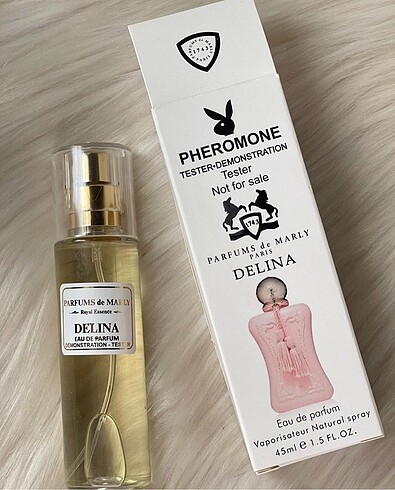 1743
PHEROMONE
TESTER•DEMONSTRATION
Tester
Not for sale
1743
PARFUMS de MARLY
PARIS
DELINA
Eau de parfum
Vaporisateur Natural spray
45ml e 1.5 FL.OZ.
PARFUMS de MARLY
Royal Essence
DELINA
EAU DE PARFUM
DEMONSTRATION - TESTER